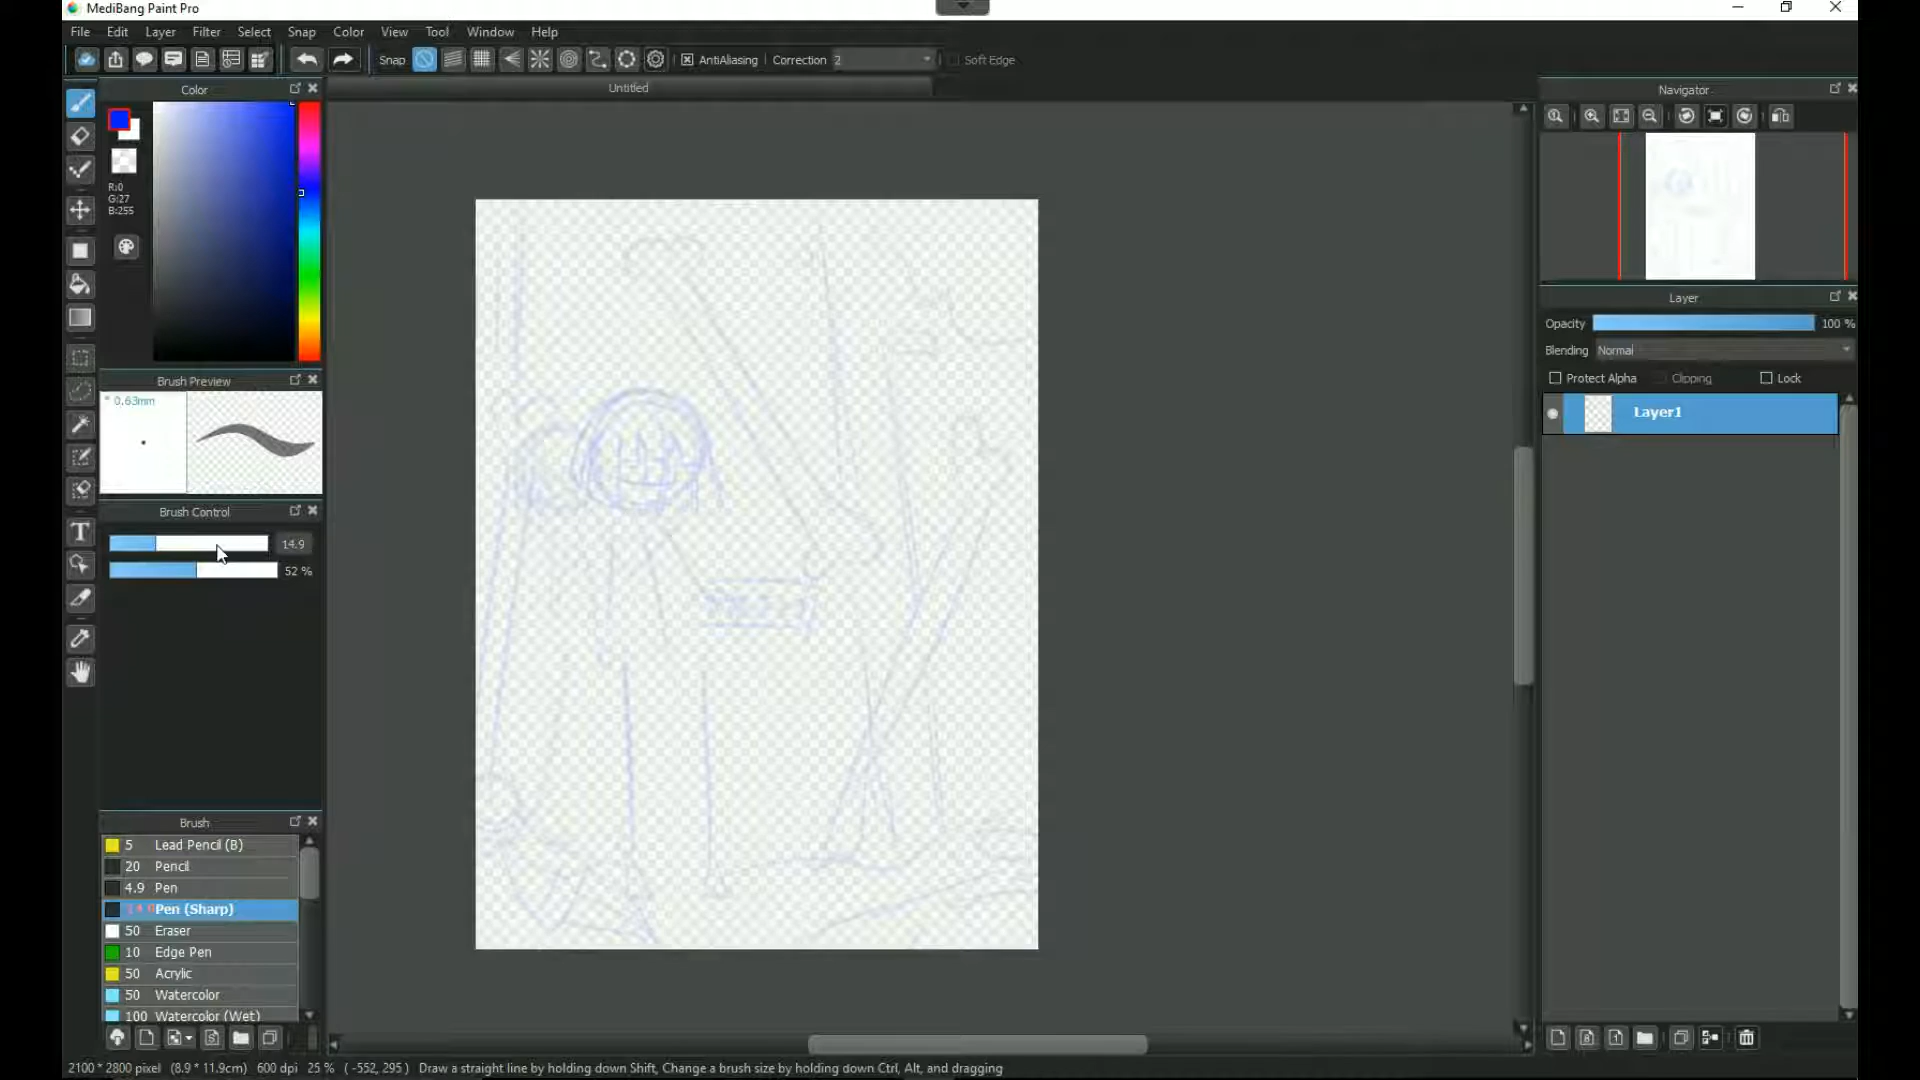 MediBang Paint Pro
File Edit Layer Filter Select Snap Color View Tool Window Help
Snap AntiAliasing Correction 2 Soft Edge
Color
Untitled
Navigator
R:0
G:27
B:255
Layer
Opacity 100 %
Blending Normal
Protect Alpha Clipping Lock
Layer1
Brush Preview
* 0.63mm
Brush Control
14.9
52 %
T
Brush
5 Lead Pencil (B)
20 Pencil
4.9 Pen
Pen (Sharp)
50 Eraser
10 Edge Pen
50 Acrylic
50 Watercolor
100 Watercolor (Wet)
2100 * 2800 pixel (8.9 * 11.9cm) 600 dpi 25 % ( -552, 295 ) Draw a straight line by holding down Shift, Change a brush size by holding down Ctrl, Alt, and dragging